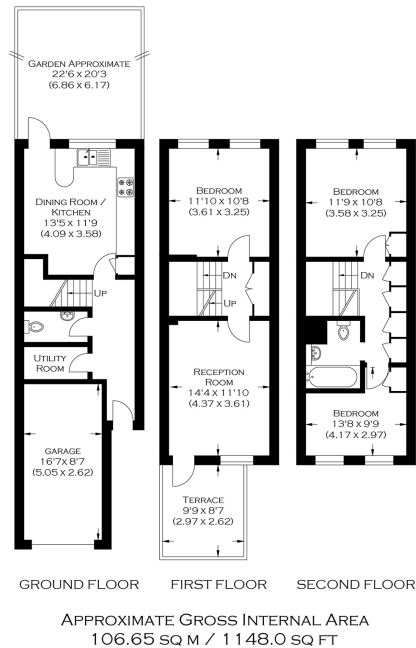 GARDEN APPROXIMATE
22'6 x 20'3
(6.86 x 6.17)
DINING ROOM /
KITCHEN
13'5 x 11'9
(4.09 x 3.58)
UP
UTILITY
ROOM
GARAGE
16'7x 8'7
(5.05 x 2.62)
BEDROOM
11'10 x 10'8
(3.61 x 3.25)
DN
UP
RECEPTION
ROOM
14'4 x 11'10
(4.37 x 3.61)
TERRACE
9'9 x 8'7
(2.97 x 2.62)
BEDROOM
11'9 x 10'8
(3.58 x 3.25)
DN
BEDROOM
13'8 x 9'9
(4.17 x 2.97)
GROUND FLOOR
FIRST FLOOR
SECOND FLOOR
APPROXIMATE GROSS INTERNAL AREA
106.65 SQ M / 1148.0 SQ FT